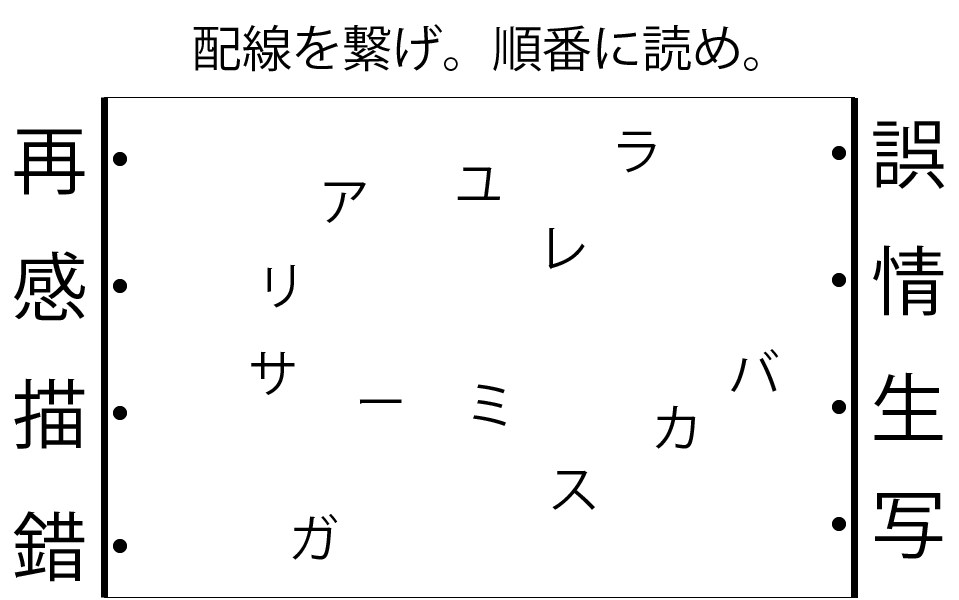 配線を繋げ。順番に読め。
再
感
描
錯
ア
ユ
ラ
リ
レ
サ
ー
ミ
カ
バ
ス
ガ
誤
情
生
写